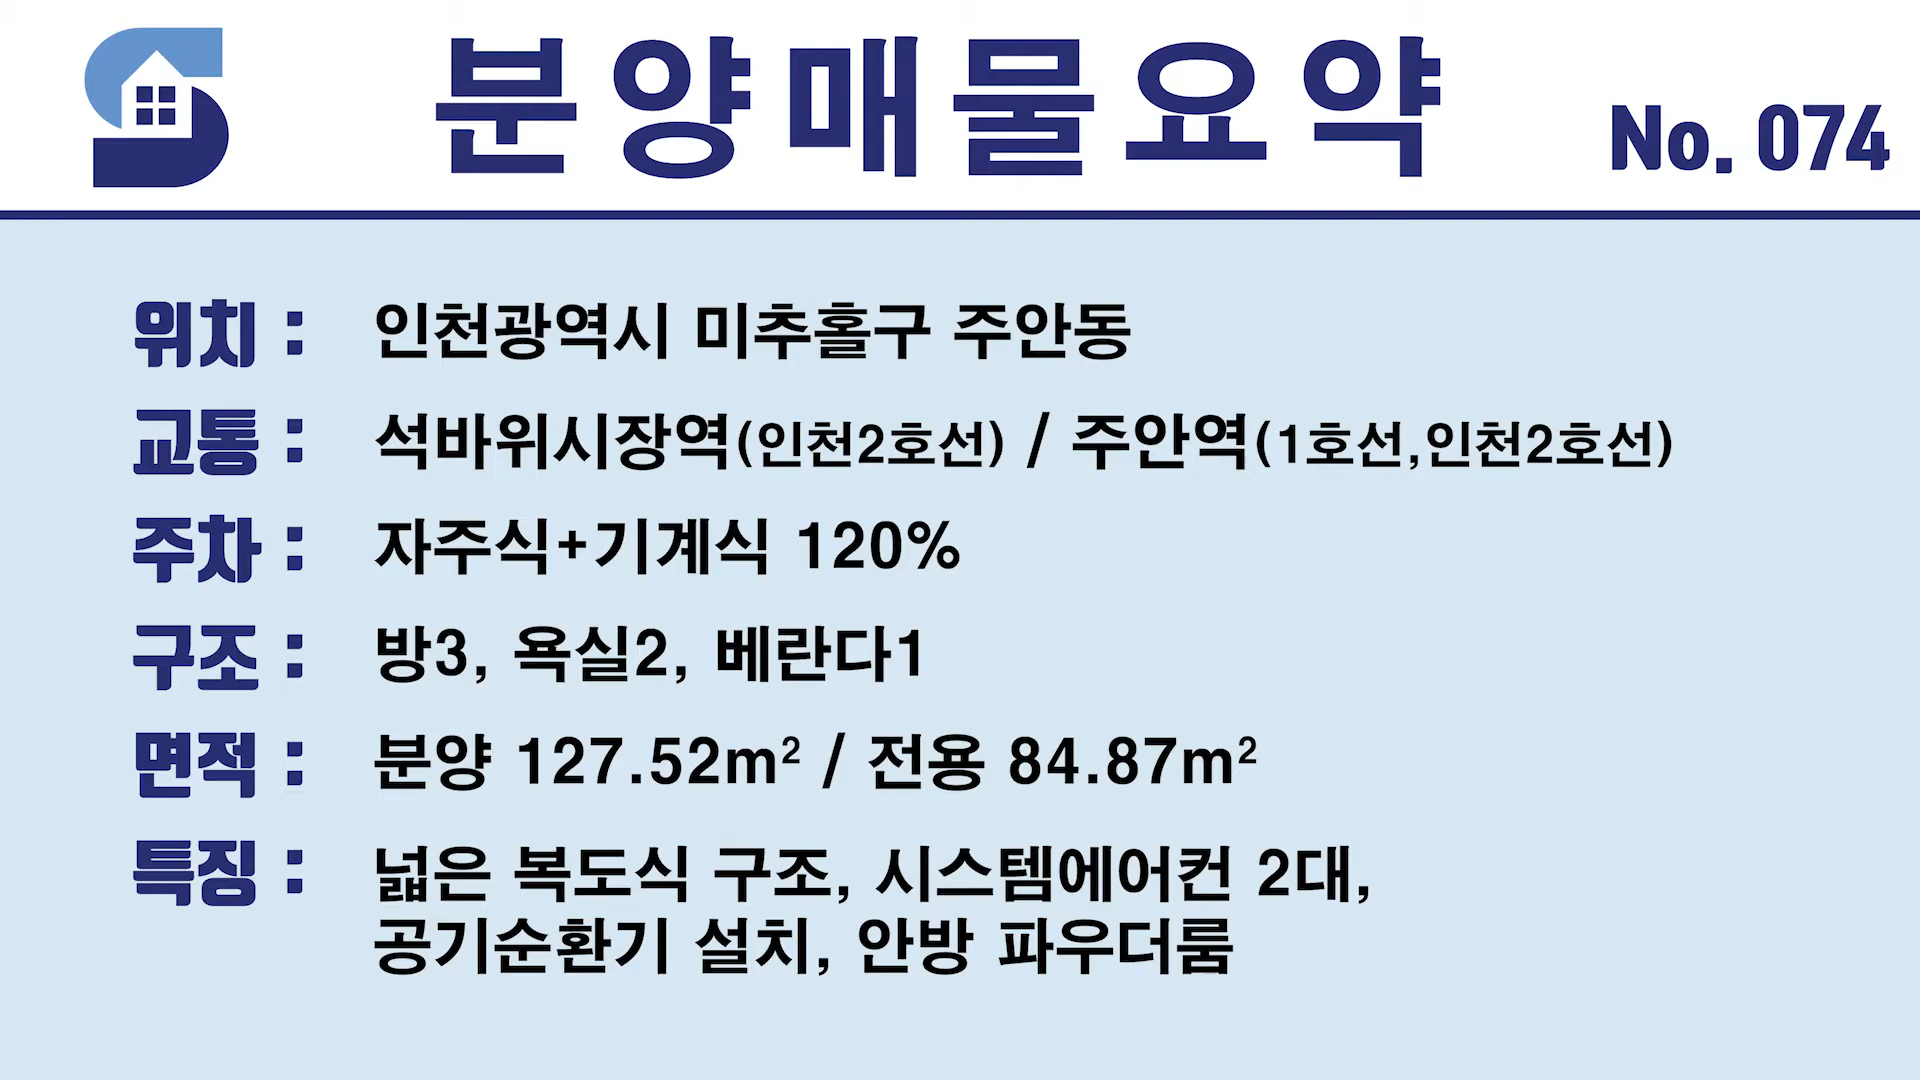 분양매물요약
No. 074
위치 : 인천광역시 미추홀구 주안동
교통 : 석바위시장역(인천2호선) / 주안역(1호선,인천2호선)
주차 : 자주식+기계식 120%
구조 : 방3, 욕실2, 베란다1
면적 : 분양 127.52m² / 전용 84.87m²
특징 : 넓은 복도식 구조, 시스템에어컨 2대,
공기순환기 설치, 안방 파우더룸